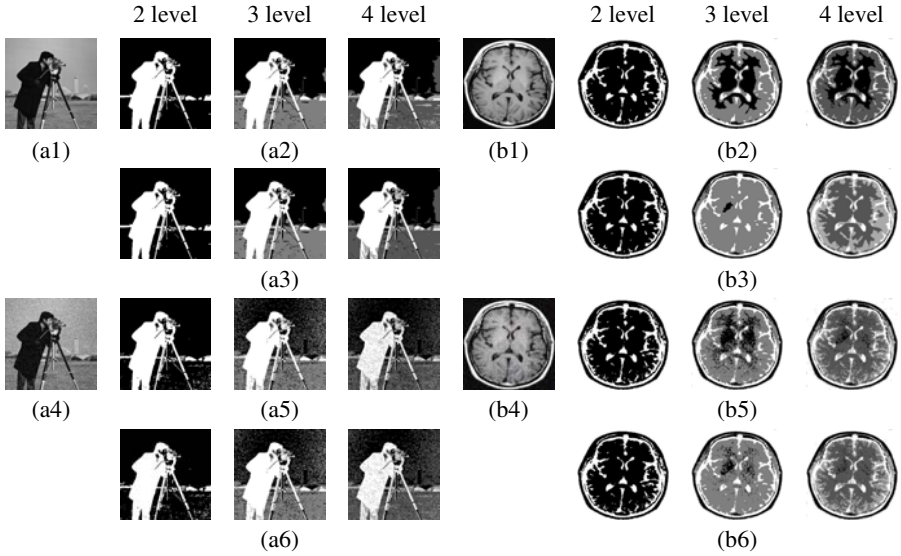 2 level 3 level 4 level 2 level 3 level 4 level
(a1) (a2) (b1) (b2)
(a3) (b3)
(a4) (a5) (b4) (b5)
(a6) (b6)